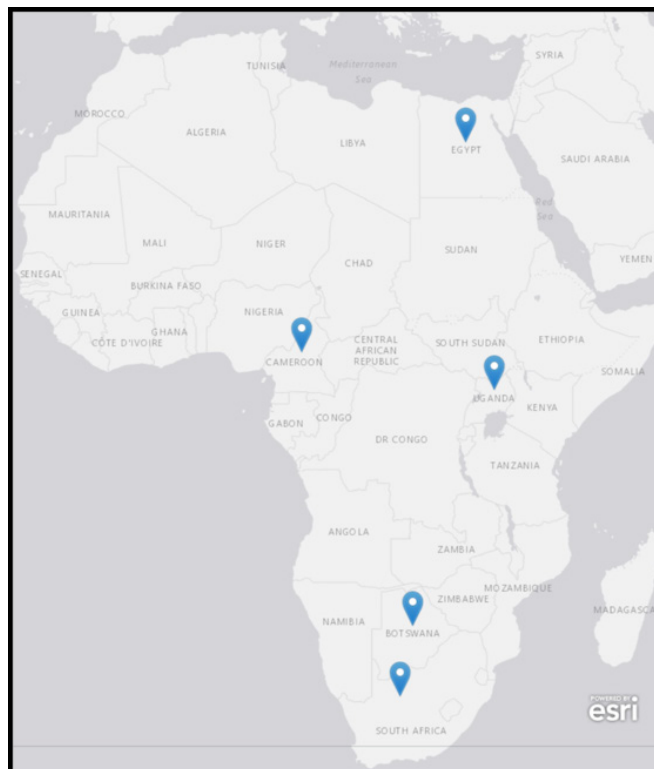 SYRIA
TUNISIA
Mediterranean
Sea
MOROCCO
ALGERIA
LIBYA
EGYPT
SAUDI ARABIA
Red
Sea
MAURITANIA
MALI
NIGER
CHAD
SUDAN
YEMEN
SENEGAL
BURKINA FASO
GUINEA
NIGERIA
GHANA
CÔTE D'IVOIRE
CENTRAL
AFRICAN
REPUBLIC
SOUTH SUDAN
ETHIOPIA
CAMEROON
SOMALIA
UGANDA
KENYA
GABON
CONGO
DR CONGO
TANZANIA
ANGOLA
ZAMBIA
MOZAMBIQUE
ZIMBABWE
MADAGASCA
NAMIBIA
BOTSWANA
POWERED BY
esri
SOUTH AFRICA